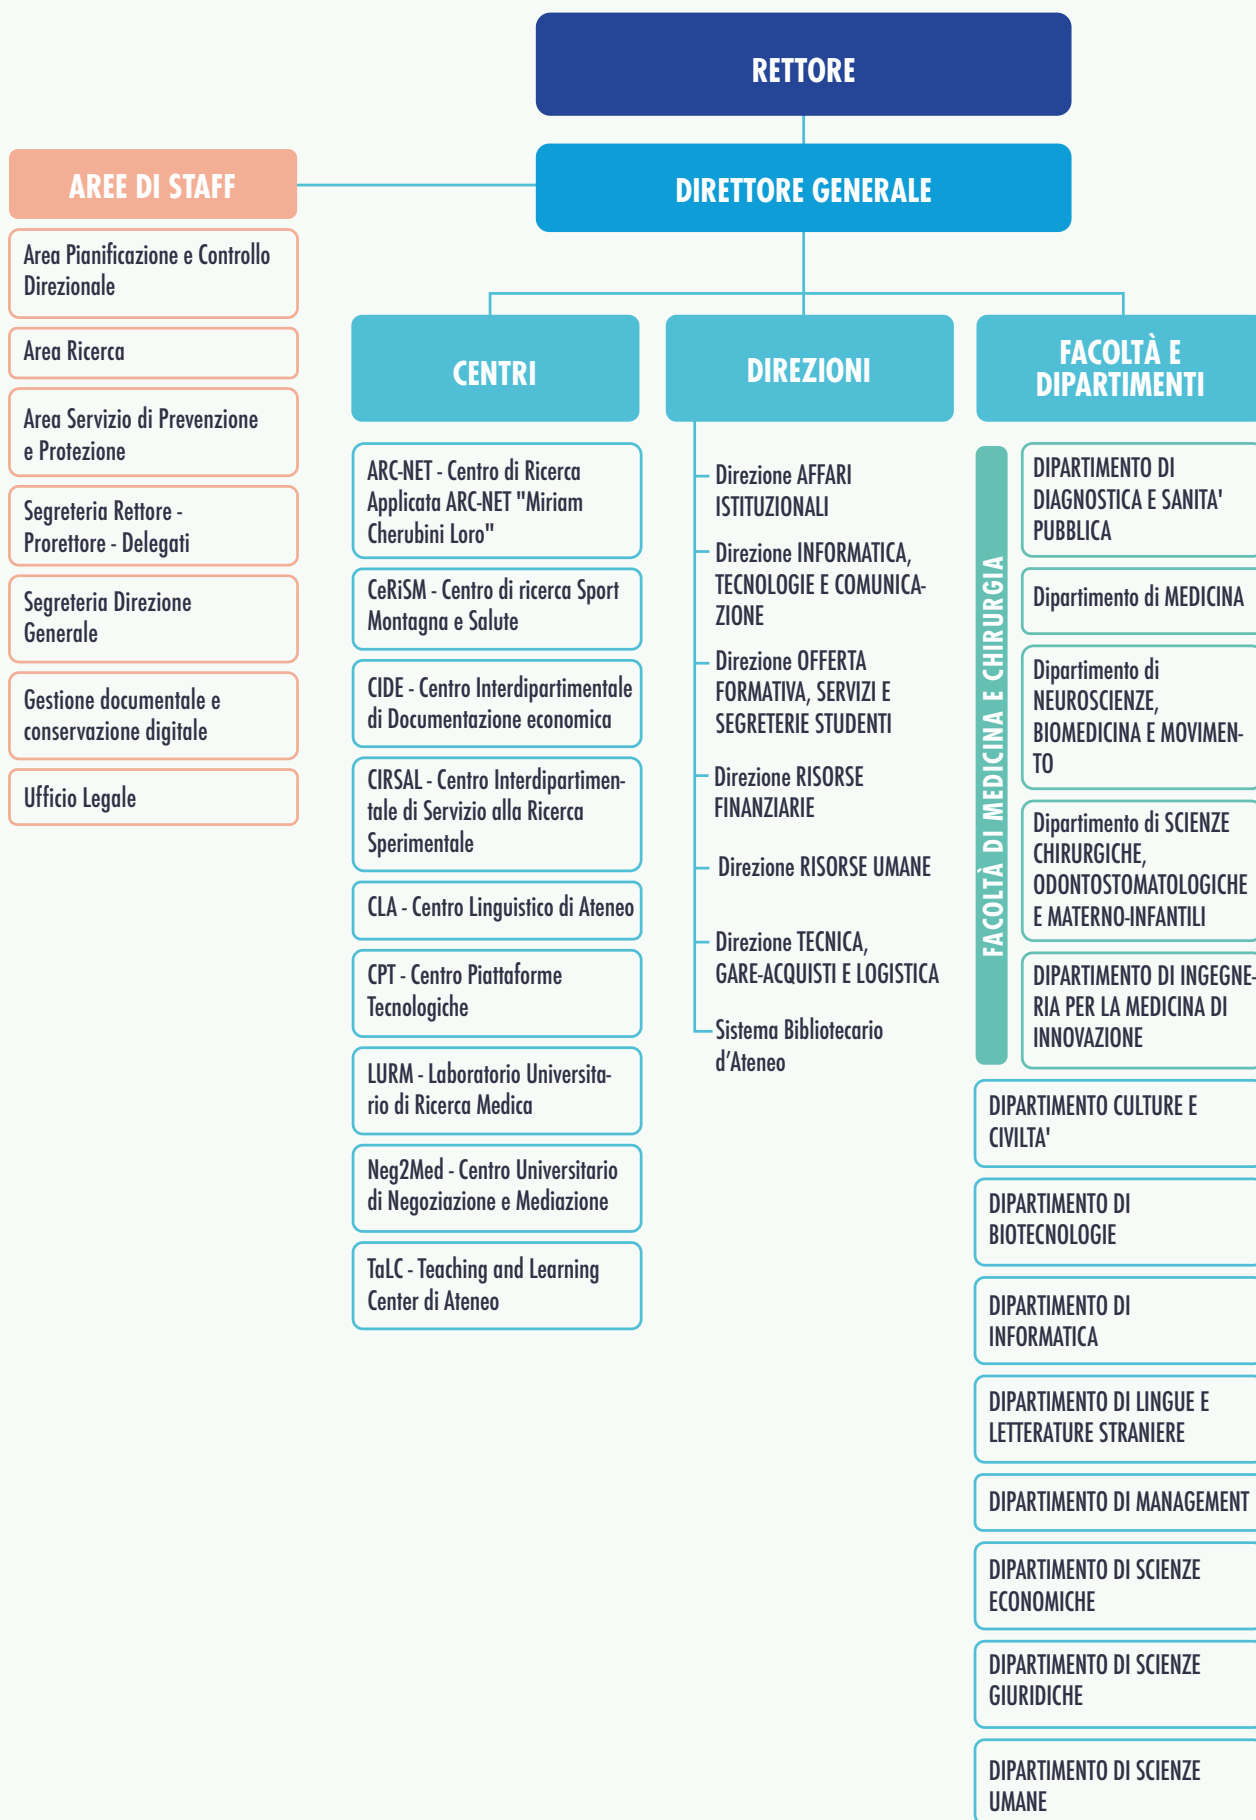 RETTORE
DIRETTORE GENERALE
AREE DI STAFF
Area Pianificazione e Controllo
Direzionale
Area Ricerca
Area Servizio di Prevenzione
e Protezione
Segreteria Rettore -
Prorettore - Delegati
Segreteria Direzione
Generale
Gestione documentale e
conservazione digitale
Ufficio Legale
CENTRI
ARC-NET - Centro di Ricerca
Applicata ARC-NET "Miriam
Cherubini Loro"
CeRiSM - Centro di ricerca Sport
Montagna e Salute
CIDE - Centro Interdipartimentale
di Documentazione economica
CIRSAL - Centro Interdipartimen-
tale di Servizio alla Ricerca
Sperimentale
CLA - Centro Linguistico di Ateneo
CPT - Centro Piattaforme
Tecnologiche
LURM - Laboratorio Universita-
rio di Ricerca Medica
Neg2Med - Centro Universitario
di Negoziazione e Mediazione
TaLC - Teaching and Learning
Center di Ateneo
DIREZIONI
Direzione AFFARI
ISTITUZIONALI
Direzione INFORMATICA,
TECNOLOGIE E COMUNICA-
ZIONE
Direzione OFFERTA
FORMATIVA, SERVIZI E
SEGRETERIE STUDENTI
Direzione RISORSE
FINANZIARIE
Direzione RISORSE UMANE
Direzione TECNICA,
GARE-ACQUISTI E LOGISTICA
Sistema Bibliotecario
d'Ateneo
FACOLTÀ E
DIPARTIMENTI
FACOLTÀ DI MEDICINA E CHIRURGIA
DIPARTIMENTO DI
DIAGNOSTICA E SANITA'
PUBBLICA
Dipartimento di MEDICINA
Dipartimento di
NEUROSCIENZE,
BIOMEDICINA E MOVIMEN-
TO
Dipartimento di SCIENZE
CHIRURGICHE,
ODONTOSTOMATOLOGICHE
E MATERNO-INFANTILI
DIPARTIMENTO DI INGEGNE-
RIA PER LA MEDICINA DI
INNOVAZIONE
DIPARTIMENTO CULTURE E
CIVILTA'
DIPARTIMENTO DI
BIOTECNOLOGIE
DIPARTIMENTO DI
INFORMATICA
DIPARTIMENTO DI LINGUE E
LETTERATURE STRANIERE
DIPARTIMENTO DI MANAGEMENT
DIPARTIMENTO DI SCIENZE
ECONOMICHE
DIPARTIMENTO DI SCIENZE
GIURIDICHE
DIPARTIMENTO DI SCIENZE
UMANE